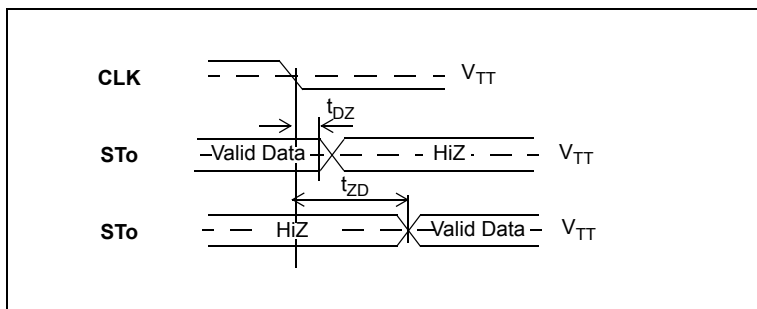 CLK V_TT
t_DZ
STo Valid Data HiZ V_TT
t_ZD
STo HiZ Valid Data V_TT